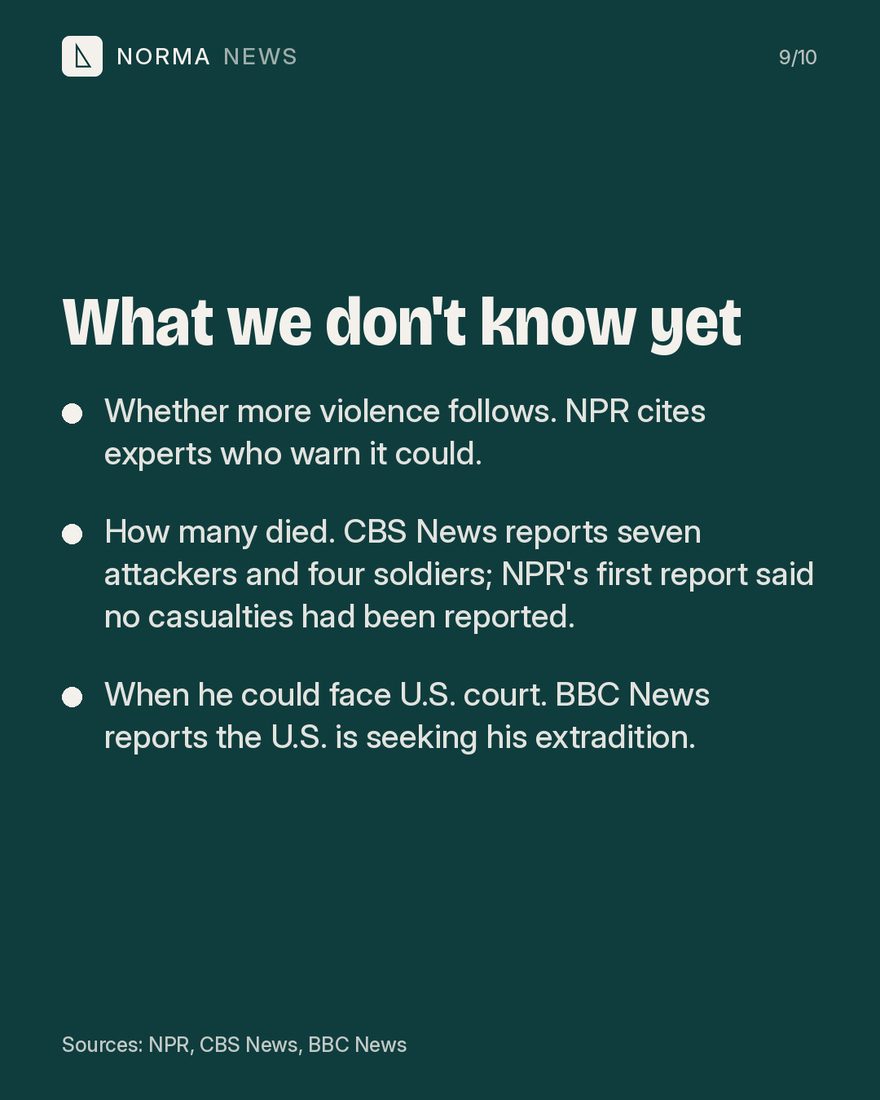 NORMA NEWS
9/10
What we don't know yet
Whether more violence follows. NPR cites
experts who warn it could.
How many died. CBS News reports seven
attackers and four soldiers; NPR's first report said
no casualties had been reported.
When he could face U.S. court. BBC News
reports the U.S. is seeking his extradition.
Sources: NPR, CBS News, BBC News